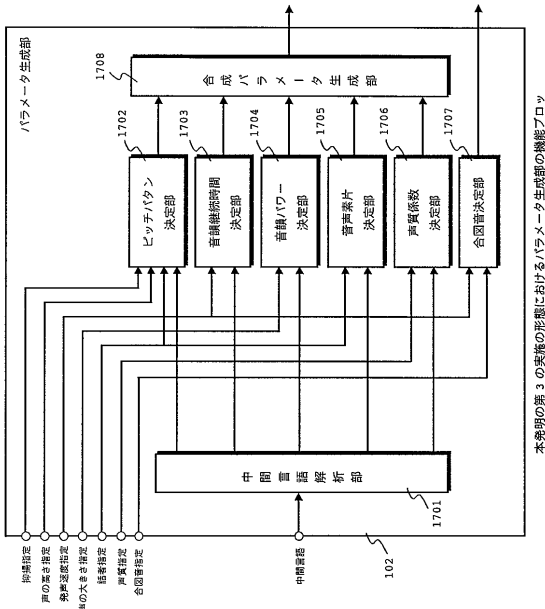 パラメータ生成部
1708
合成パラメータ生成部
1702
ピッチパタン
決定部
1703
音韻継続時間
決定部
1704
音韻パワー
決定部
1705
音声素片
決定部
1706
声質係数
決定部
1707
合図音決定部
中間言語解析部
1701
抑揚指定
声の高さ指定
発声速度指定
の大きさ指定
話者指定
声質指定
合図音指定
中間言語
102
本発明の第 3 の実施の形態におけるパラメータ生成部の機能ブロッ